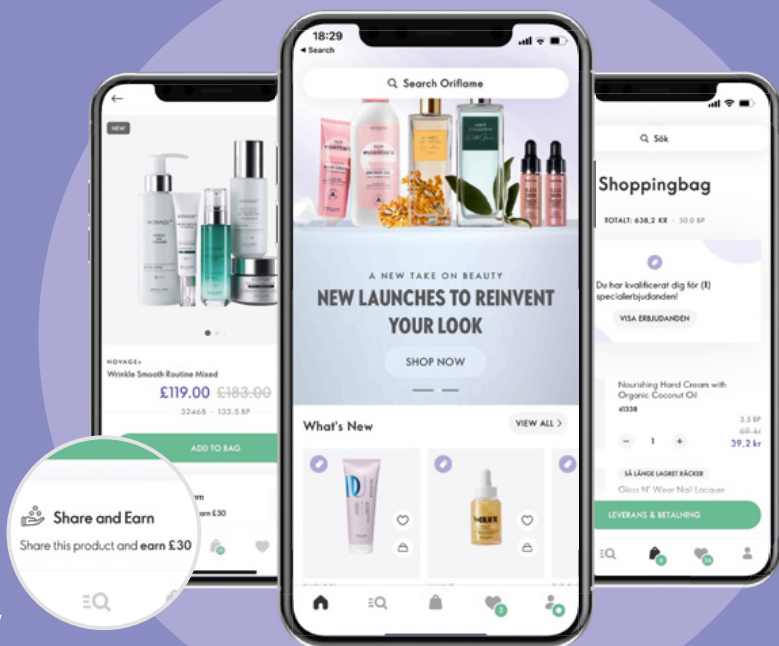 NEW
NOVAGE+
Wrinkle Smooth Routine Mixed
£119.00 £183.00
32468 - 133.5 BP
ADD TO BAG
Share and Earn
Share this product and earn £30
18:29
Search
Search Oriflame
A NEW TAKE ON BEAUTY
NEW LAUNCHES TO REINVENT
YOUR LOOK
SHOP NOW
What's New
VIEW ALL >
2
Sök
Shoppingbag
TOTALT: 638,2 KR - 50.0 BP
Du har kvalificerat dig för (1)
specialerbjudanden!
VISA ERBJUDANDEN
Nourishing Hand Cream with
Organic Coconut Oil
41338
3.5 BP
69 kr
- 1 +
39,2 kr
SÅ LÄNGE LAGRET RÄCKER
Gloss N' Wear Nail Lacquer
LEVERANS & BETALNING